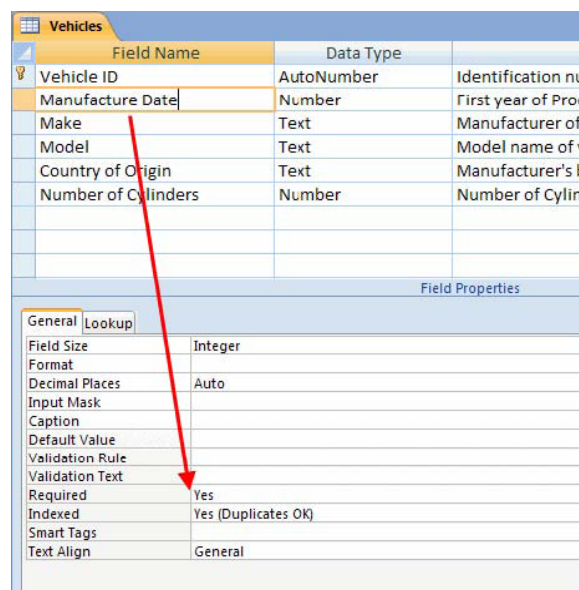 Vehicles
Field Name Data Type
Vehicle ID AutoNumber Identification nu
Manufacture Date Number First year of Pro
Make Text Manufacturer of
Model Text Model name of
Country of Origin Text Manufacturer's
Number of Cylinders Number Number of Cylin
Field Properties
General Lookup
Field Size Integer
Format
Decimal Places Auto
Input Mask
Caption
Default Value
Validation Rule
Validation Text
Required Yes
Indexed Yes (Duplicates OK)
Smart Tags
Text Align General